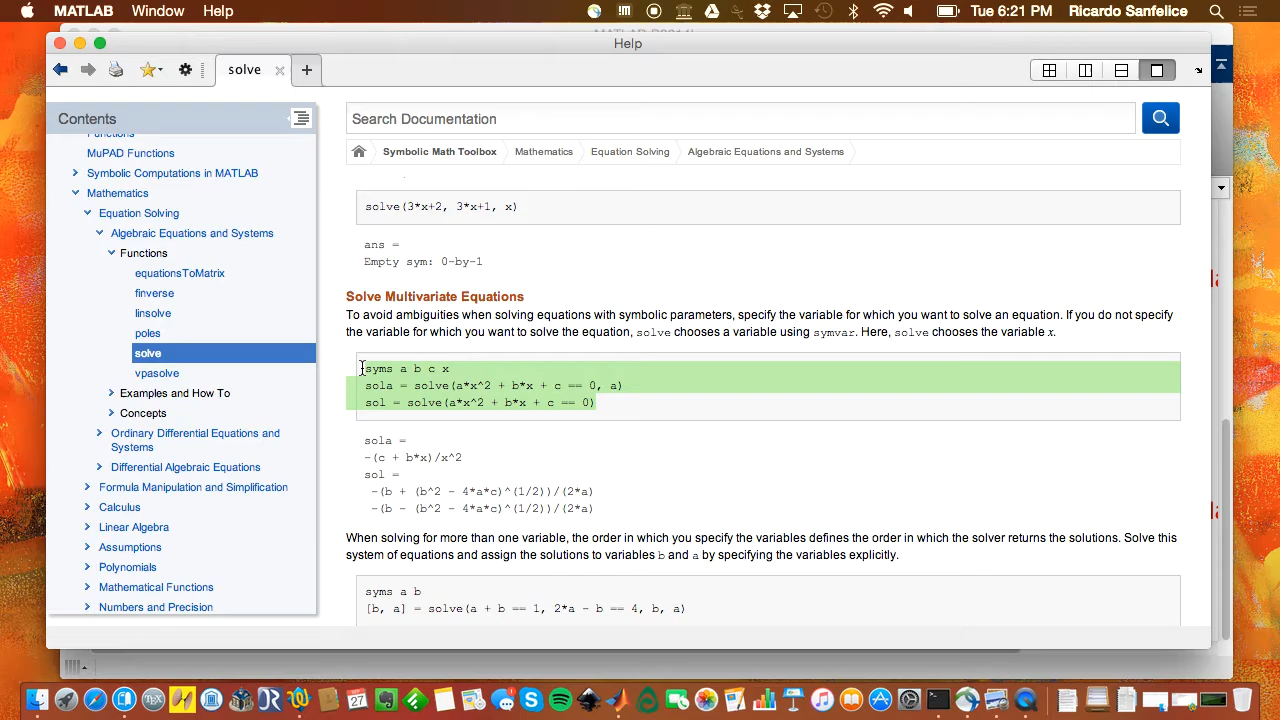 MATLAB Window Help Tue 6:21 PM Ricardo Sanfelice
Help
solve
Contents
Search Documentation
Functions
MuPAD Functions
Symbolic Computations in MATLAB
Mathematics
Equation Solving
Algebraic Equations and Systems
Functions
equationsToMatrix
finverse
linsolve
poles
solve
vpasolve
Examples and How To
Concepts
Ordinary Differential Equations and
Systems
Differential Algebraic Equations
Formula Manipulation and Simplification
Calculus
Linear Algebra
Assumptions
Polynomials
Mathematical Functions
Numbers and Precision
Symbolic Math Toolbox Mathematics Equation Solving Algebraic Equations and Systems
solve(3*x+2, 3*x+1, x)
ans =
Empty sym: 0-by-1
Solve Multivariate Equations
To avoid ambiguities when solving equations with symbolic parameters, specify the variable for which you want to solve an equation. If you do not specify
the variable for which you want to solve the equation, solve chooses a variable using symvar. Here, solve chooses the variable x.
syms a b c x
sola = solve(a*x^2 + b*x + c == 0, a)
sol = solve(a*x^2 + b*x + c == 0)
sola =
-(c + b*x)/x^2
sol =
-(b + (b^2 - 4*a*c)^(1/2))/(2*a)
-(b - (b^2 - 4*a*c)^(1/2))/(2*a)
When solving for more than one variable, the order in which you specify the variables defines the order in which the solver returns the solutions. Solve this
system of equations and assign the solutions to variables b and a by specifying the variables explicitly.
syms a b
[b, a] = solve(a + b == 1, 2*a - b == 4, b, a)